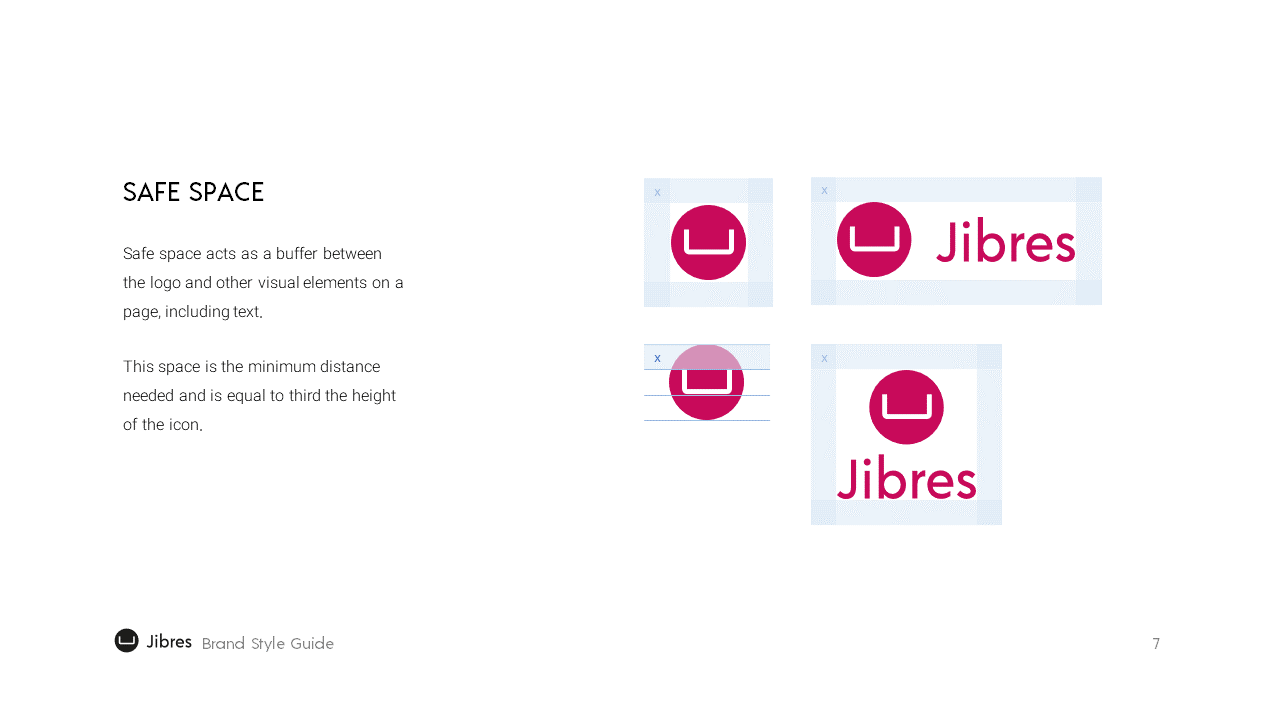 SAFE SPACE
Safe space acts as a buffer between
the logo and other visual elements on a
page, including text.
This space is the minimum distance
needed and is equal to third the height
of the icon.
x
x
Jibres
x
x
Jibres
Jibres Brand Style Guide
7